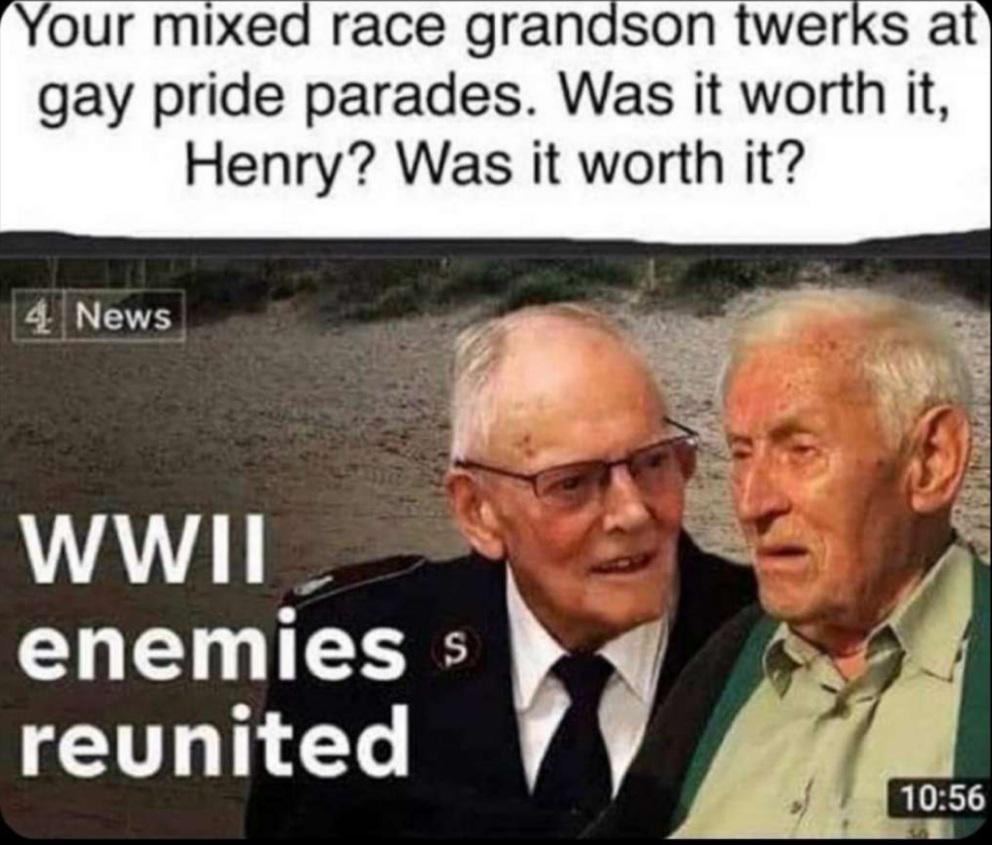 Your mixed race grandson twerks at
gay pride parades. Was it worth it,
Henry? Was it worth it?
4 News
WWII
enemies
reunited
S
10:56